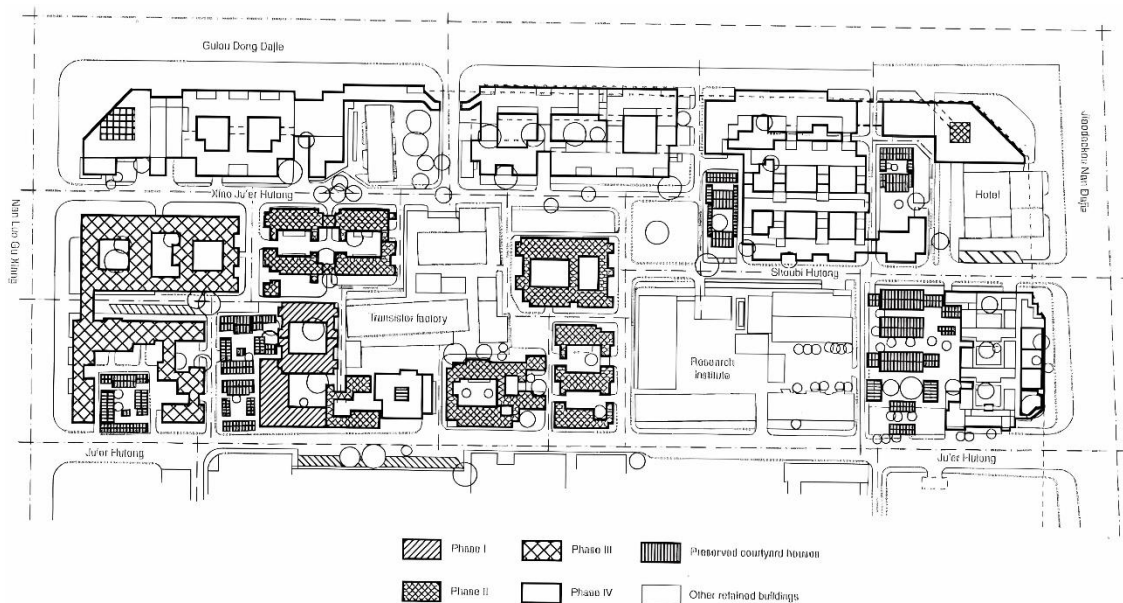 Gulou Dong Dajie
Jiaodaokou Nan Dajie
Nan Luo Gu Xiang
Xiao Ju'er Hutong
Hotel
Shoubi Hutong
Transistor factory
Research
institute
Ju'er Hutong
Ju'er Hutong
Phase I
Phase III
Preserved courtyard houses
Phase II
Phase IV
Other retained buildings